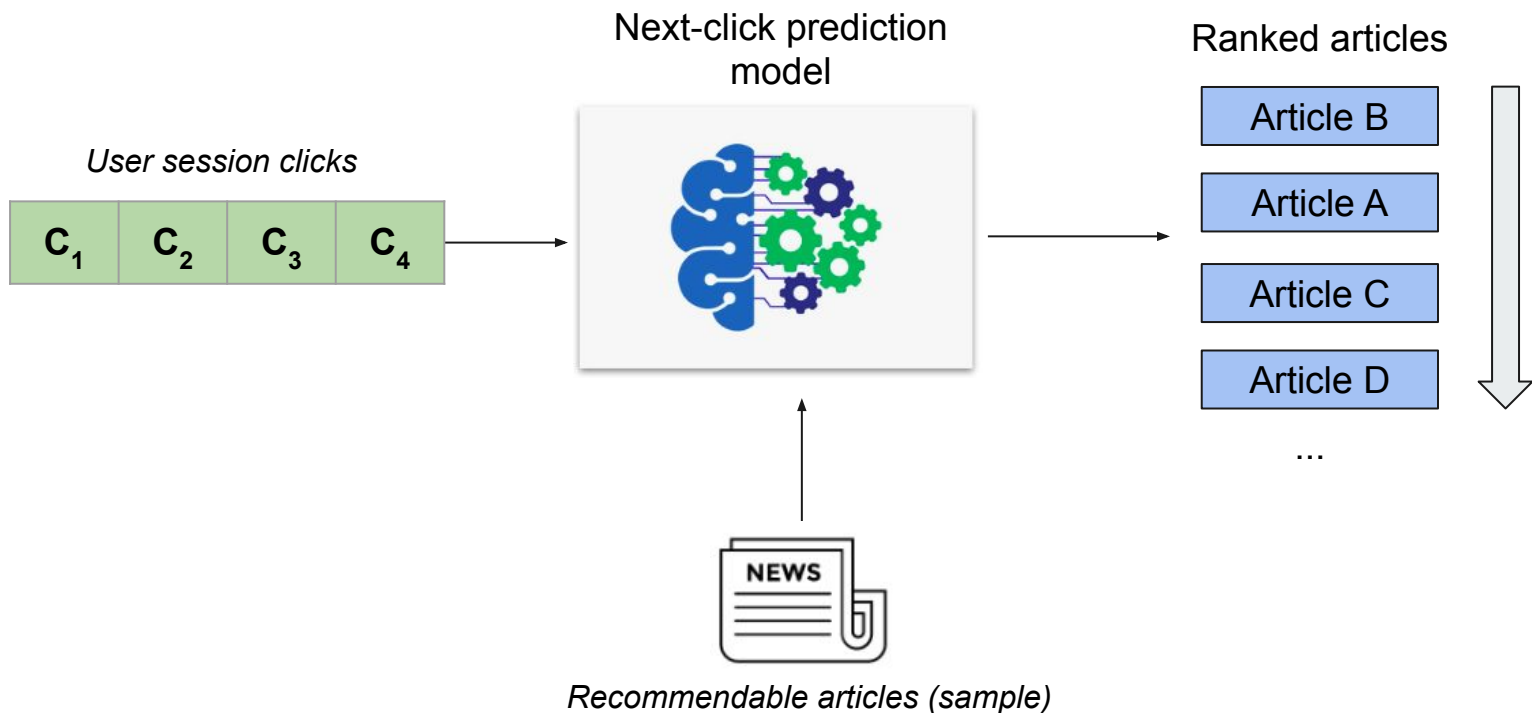 Next-click prediction
model
Ranked articles
User session clicks
C₁ C₂ C₃ C₄
Article B
Article A
Article C
Article D
...
NEWS
Recommendable articles (sample)